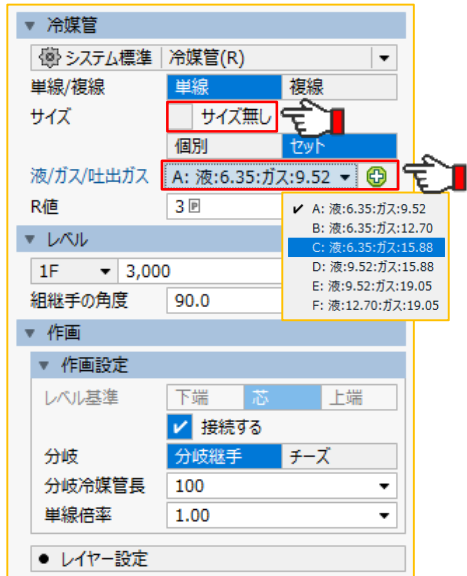 冷媒管
システム標準 冷媒管(R)
単線/複線 単線 複線
サイズ サイズ無し
個別 セット
液/ガス/吐出ガス A: 液:6.35:ガス:9.52
R値 3 P
A: 液:6.35:ガス:9.52
B: 液:6.35:ガス:12.70
C: 液:6.35:ガス:15.88
D: 液:9.52:ガス:15.88
E: 液:9.52:ガス:19.05
F: 液:12.70:ガス:19.05
レベル
1F 3,000
組継手の角度 90.0
作画
作画設定
レベル基準 下端 芯 上端
接続する
分岐 分岐継手 チーズ
分岐冷媒管長 100
単線倍率 1.00
レイヤー設定